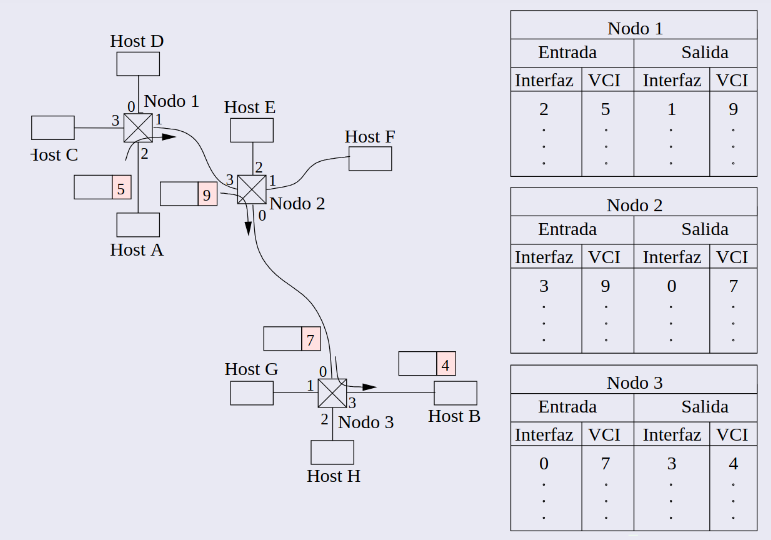 Host D
0
Nodo 1
3
1
Host C
2
5
Host A
Host E
Host F
2
3
1
9
Nodo 2
0
7
4
Host G
0
1
3
Host B
2
Nodo 3
Host H
Nodo 1
Entrada Salida
Interfaz VCI Interfaz VCI
2 5 1 9
. . . .
. . . .
. . . .
Nodo 2
Entrada Salida
Interfaz VCI Interfaz VCI
3 9 0 7
. . . .
. . . .
. . . .
Nodo 3
Entrada Salida
Interfaz VCI Interfaz VCI
0 7 3 4
. . . .
. . . .
. . . .